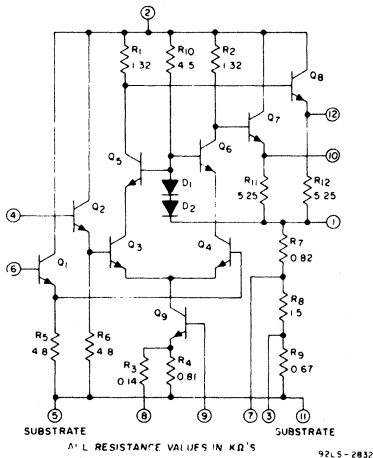 2
R1
1.32
R10
4.5
R2
1.32
Q8
12
Q7
10
Q5
Q6
D1
D2
R11
5.25
R12
5.25
1
4
Q2
Q3
Q4
R7
0.82
6
Q1
Q9
R8
1.5
R5
4.8
R6
4.8
R3
0.14
R4
0.81
R9
0.67
5
8
9
7
3
11
SUBSTRATE
SUBSTRATE
ALL RESISTANCE VALUES IN KΩ'S
92LS-2832